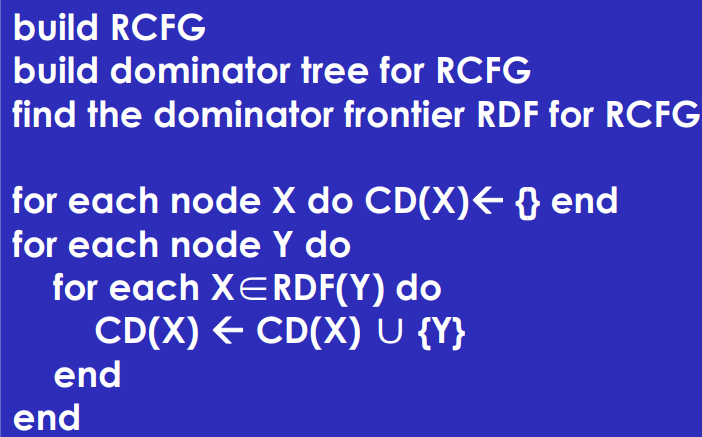 build RCFG
build dominator tree for RCFG
find the dominator frontier RDF for RCFG
for each node X do CD(X)← {} end
for each node Y do
for each X∈RDF(Y) do
CD(X) ← CD(X) ∪ {Y}
end
end